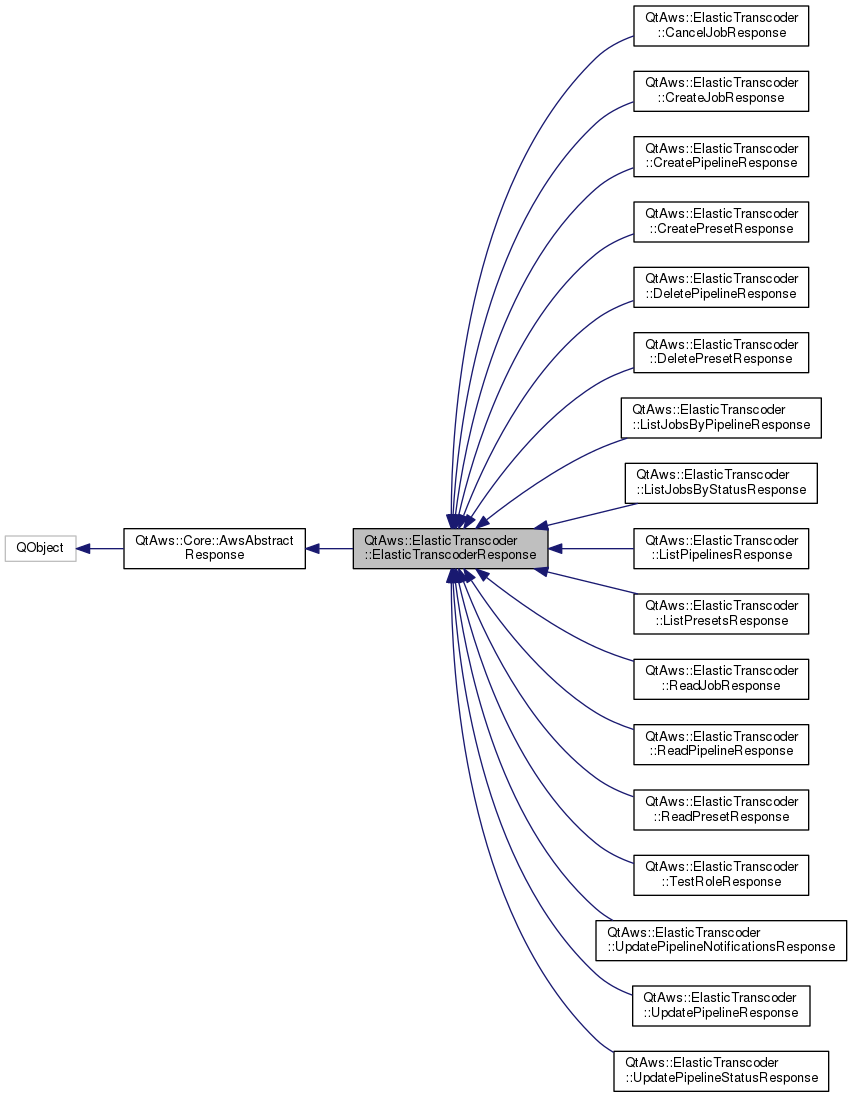 QtAws::ElasticTranscoder
::CancelJobResponse
QtAws::ElasticTranscoder
::CreateJobResponse
QtAws::ElasticTranscoder
::CreatePipelineResponse
QtAws::ElasticTranscoder
::CreatePresetResponse
QtAws::ElasticTranscoder
::DeletePipelineResponse
QtAws::ElasticTranscoder
::DeletePresetResponse
QtAws::ElasticTranscoder
::ListJobsByPipelineResponse
QtAws::ElasticTranscoder
::ListJobsByStatusResponse
QObject
QtAws::Core::AwsAbstract
Response
QtAws::ElasticTranscoder
::ElasticTranscoderResponse
QtAws::ElasticTranscoder
::ListPipelinesResponse
QtAws::ElasticTranscoder
::ListPresetsResponse
QtAws::ElasticTranscoder
::ReadJobResponse
QtAws::ElasticTranscoder
::ReadPipelineResponse
QtAws::ElasticTranscoder
::ReadPresetResponse
QtAws::ElasticTranscoder
::TestRoleResponse
QtAws::ElasticTranscoder
::UpdatePipelineNotificationsResponse
QtAws::ElasticTranscoder
::UpdatePipelineResponse
QtAws::ElasticTranscoder
::UpdatePipelineStatusResponse